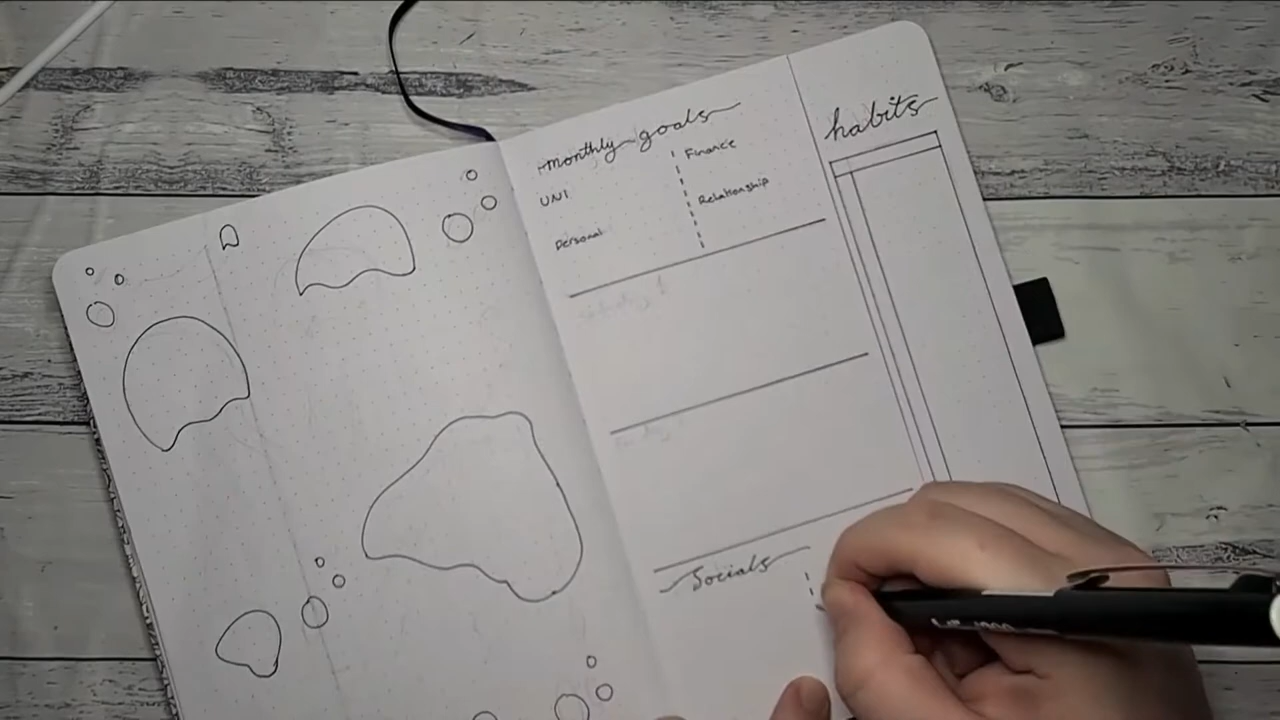 monthly goals
UNI
Personal
Finance
Relationship
habits
Socials